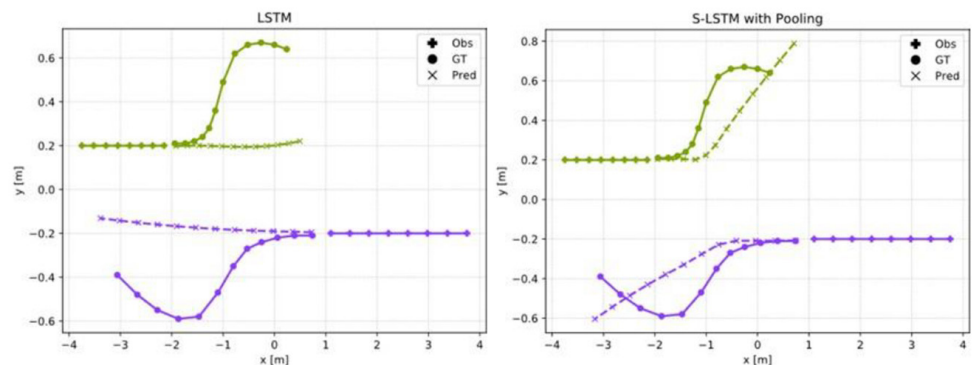 LSTM
Obs
GT
Pred
0.6
0.4
0.2
0.0
−0.2
−0.4
−0.6
y [m]
−4 −3 −2 −1 0 1 2 3 4
x [m]
S-LSTM with Pooling
Obs
GT
Pred
0.8
0.6
0.4
0.2
0.0
−0.2
−0.4
−0.6
y [m]
−4 −3 −2 −1 0 1 2 3 4
x [m]